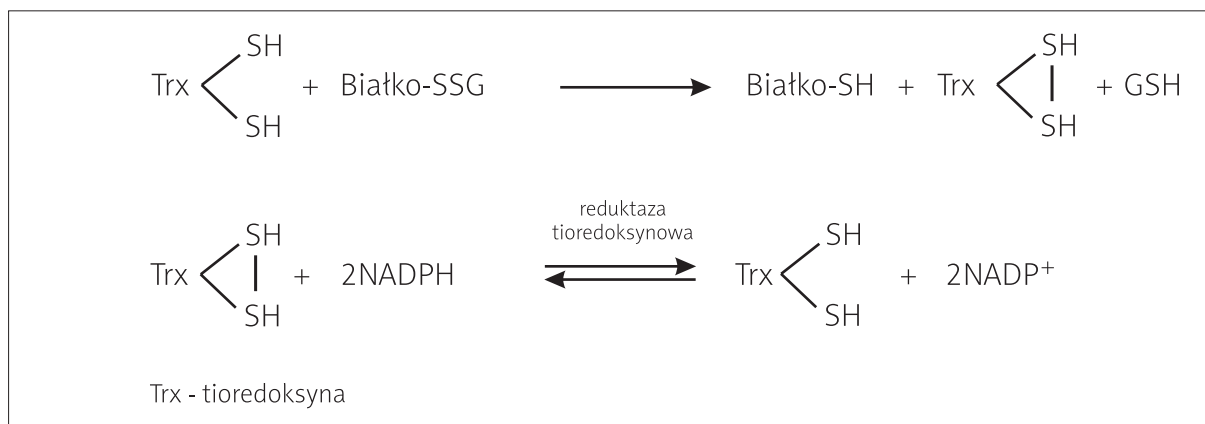 SH SH
Trx + Białko-SSG Białko-SH + Trx + GSH
SH SH
reduktaza
tioredoksynowa
SH SH
Trx + 2NADPH Trx + 2NADP+
SH SH
Trx - tioredoksyna